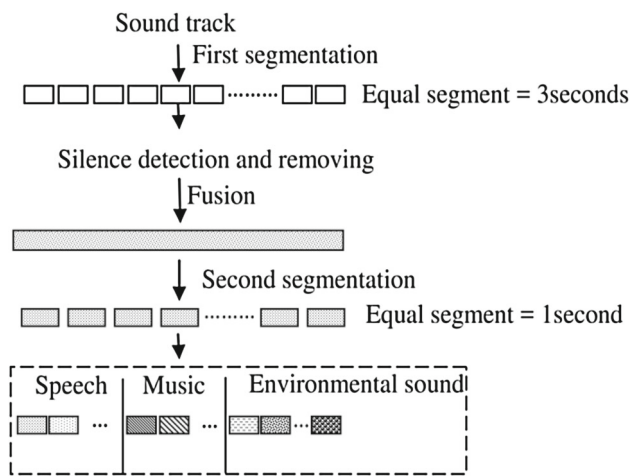 Sound track
First segmentation
Equal segment = 3seconds
Silence detection and removing
Fusion
Second segmentation
Equal segment = 1second
Speech Music Environmental sound